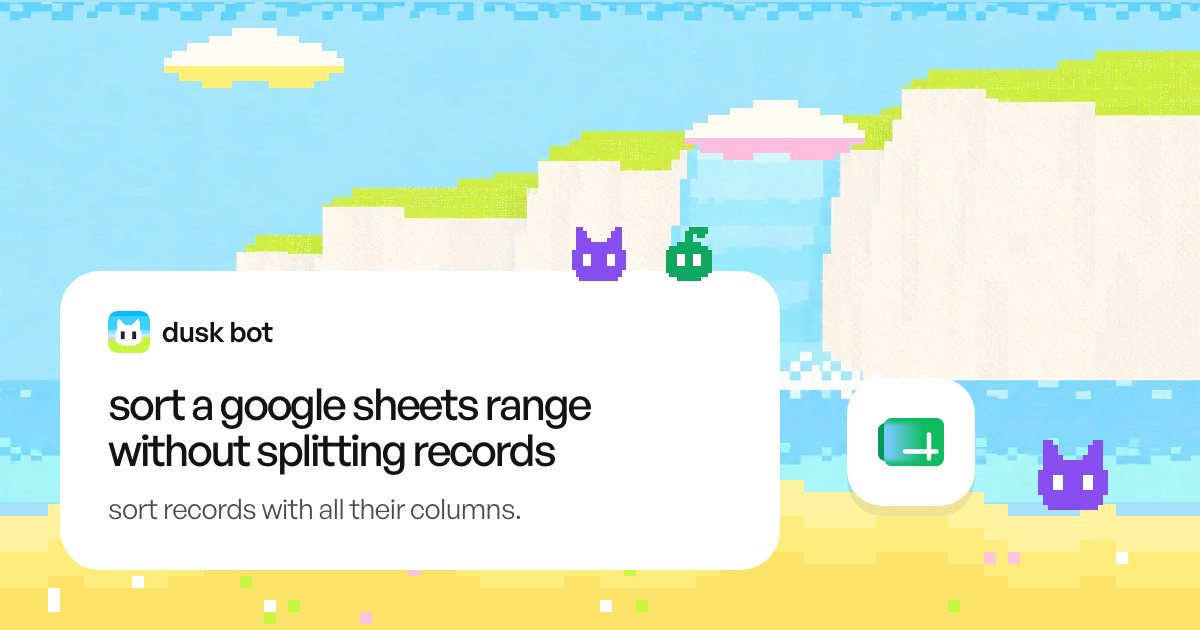 dusk bot
sort a google sheets range
without splitting records
sort records with all their columns.